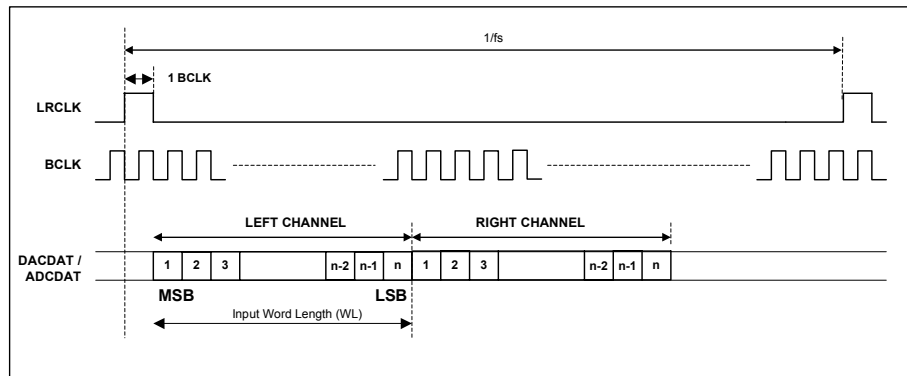 1/fs
1 BCLK
LRCLK
BCLK
LEFT CHANNEL RIGHT CHANNEL
DACDAT /
ADCDAT
1 2 3 n-2 n-1 n 1 2 3 n-2 n-1 n
MSB LSB
Input Word Length (WL)